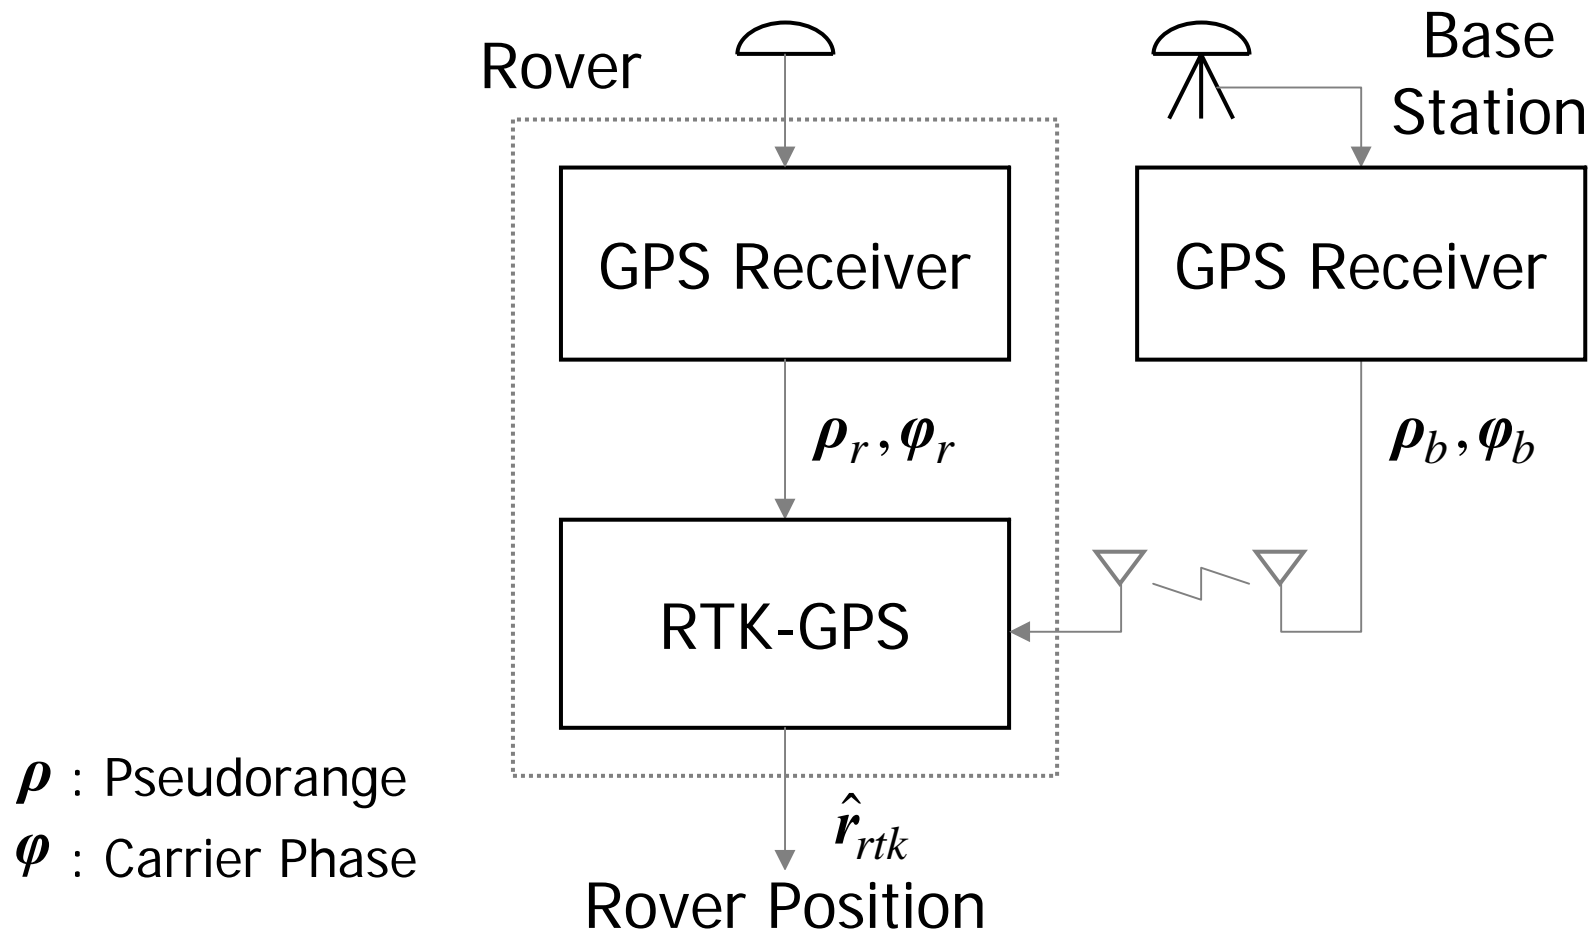 Rover
Base
Station
GPS Receiver
GPS Receiver
ρr, φr
ρb, φb
RTK-GPS
ρ : Pseudorange
φ : Carrier Phase
r̂rtk
Rover Position